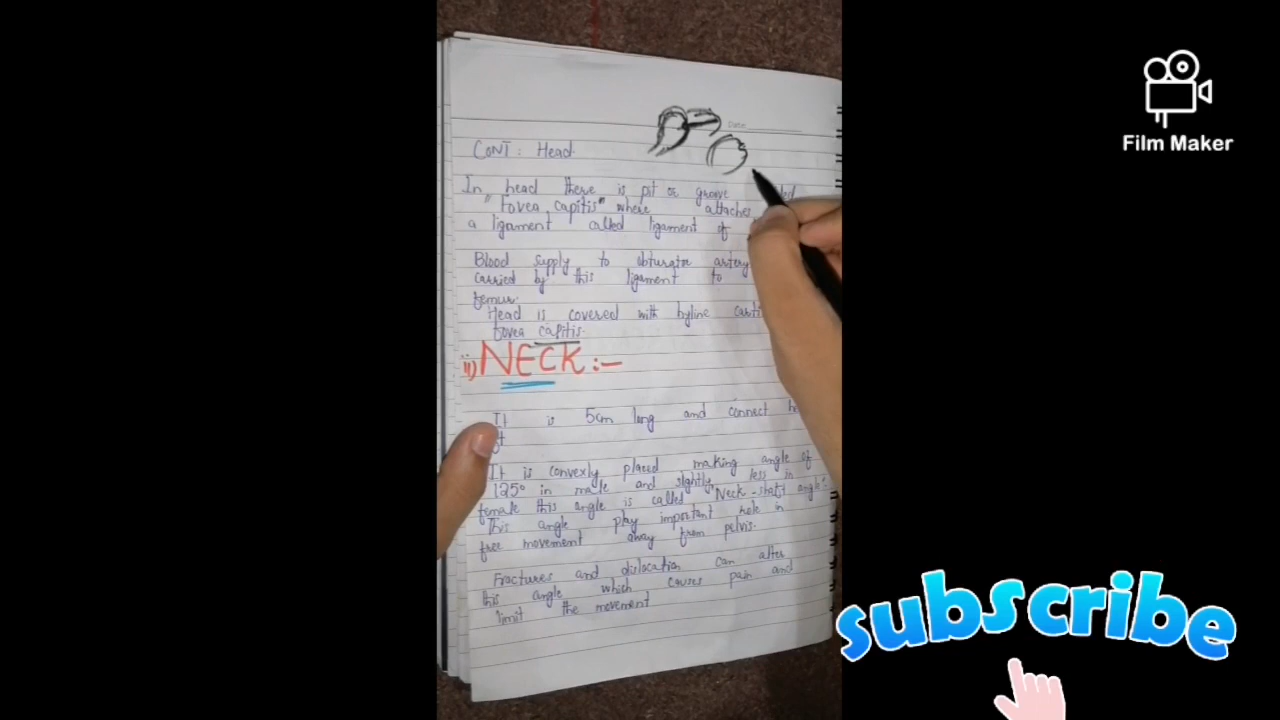 Date
CONT: Head
In head there is pit or groove
"fovea capitis" where attaches
a ligament called ligament of
Blood supply to obturator artery
carried by this ligament to
femur.
Head is covered with hyline
fovea capitis.
ii) NECK:-
It is 5cm long and connect
It is convexly placed making angle of
125° in male and slightly less in
female this angle is called "Neck-shaft angle"
This angle play important role in
free movement away from pelvis.
Fractures and dislocation can alter
this angle which causes pain and
limit the movement
Film Maker
subscribe